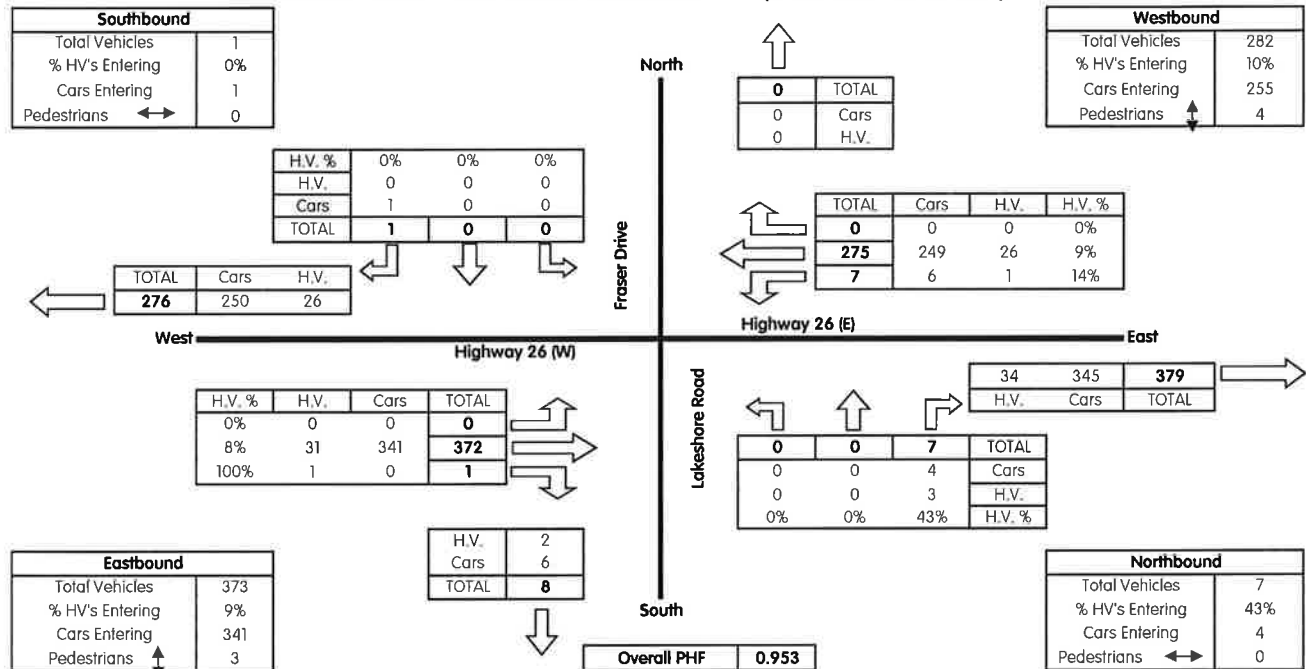 Southbound
Total Vehicles 1
% HV's Entering 0%
Cars Entering 1
Pedestrians 0
Westbound
Total Vehicles 282
% HV's Entering 10%
Cars Entering 255
Pedestrians 4
North
0 TOTAL
0 Cars
0 H.V.
H.V. % 0% 0% 0%
H.V. 0 0 0
Cars 1 0 0
TOTAL 1 0 0
TOTAL Cars H.V.
276 250 26
Fraser Drive
TOTAL Cars H.V. H.V. %
0 0 0 0%
275 249 26 9%
7 6 1 14%
West
Highway 26 (W)
Highway 26 (E)
East
34 345 379
H.V. Cars TOTAL
H.V. % H.V. Cars TOTAL
0% 0 0 0
8% 31 341 372
100% 1 0 1
Lakeshore Road
0 0 7 TOTAL
0 0 4 Cars
0 0 3 H.V.
0% 0% 43% H.V. %
H.V. 2
Cars 6
TOTAL 8
South
Eastbound
Total Vehicles 373
% HV's Entering 9%
Cars Entering 341
Pedestrians 3
Overall PHF 0.953
Northbound
Total Vehicles 7
% HV's Entering 43%
Cars Entering 4
Pedestrians 0